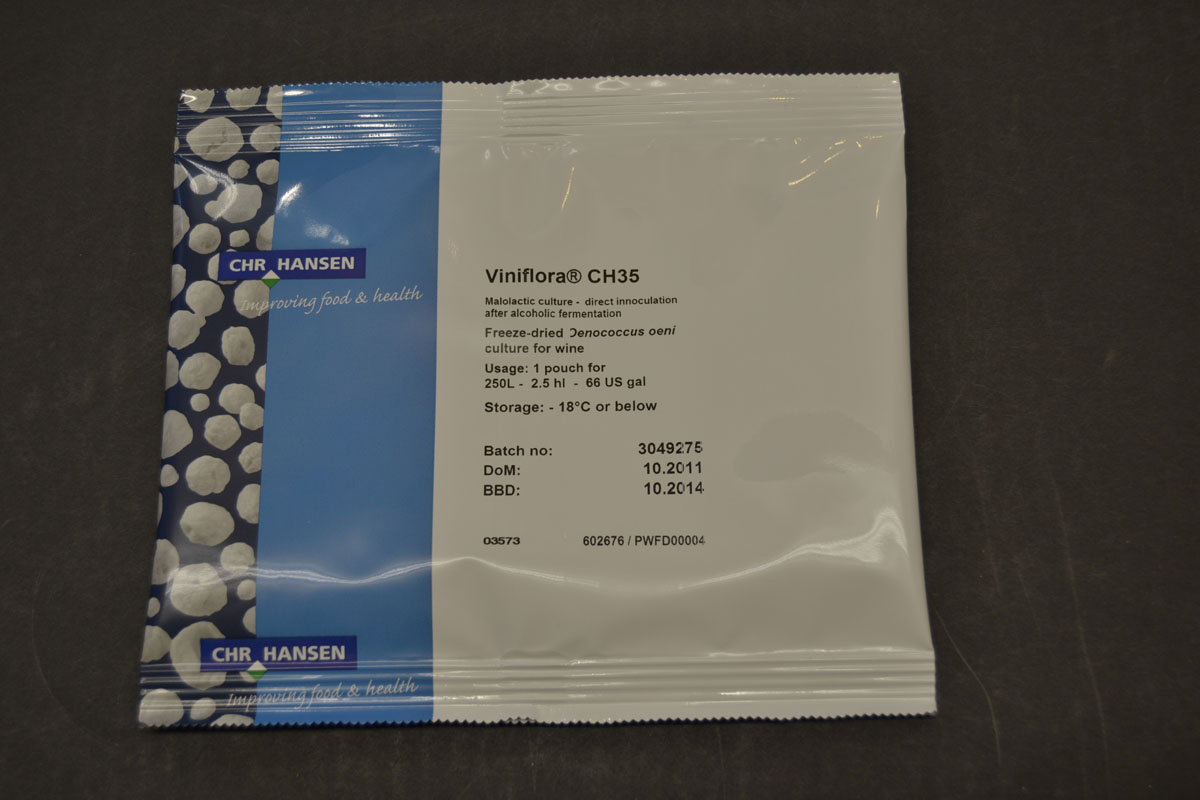 CHR HANSEN
Improving food & health
Viniflora® CH35
Malolactic culture - direct innoculation
after alcoholic fermentation
Freeze-dried Oenococcus oeni
culture for wine
Usage: 1 pouch for
250L - 2.5 hl - 66 US gal
Storage: - 18°C or below
Batch no: 3049275
DoM: 10.2011
BBD: 10.2014
03573 602676 / PWFD00004
CHR HANSEN
Improving food & health